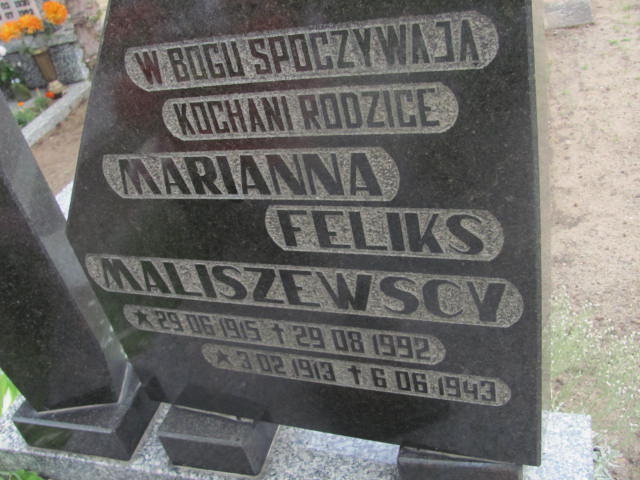 W BOGU SPOCZYWAJĄ
KOCHANI RODZICE
MARIANNA
FELIKS
MALISZEWSCY
★ 29 06 1915 ✝ 29 08 1992
★ 3 02 1913 ✝ 6 06 1943